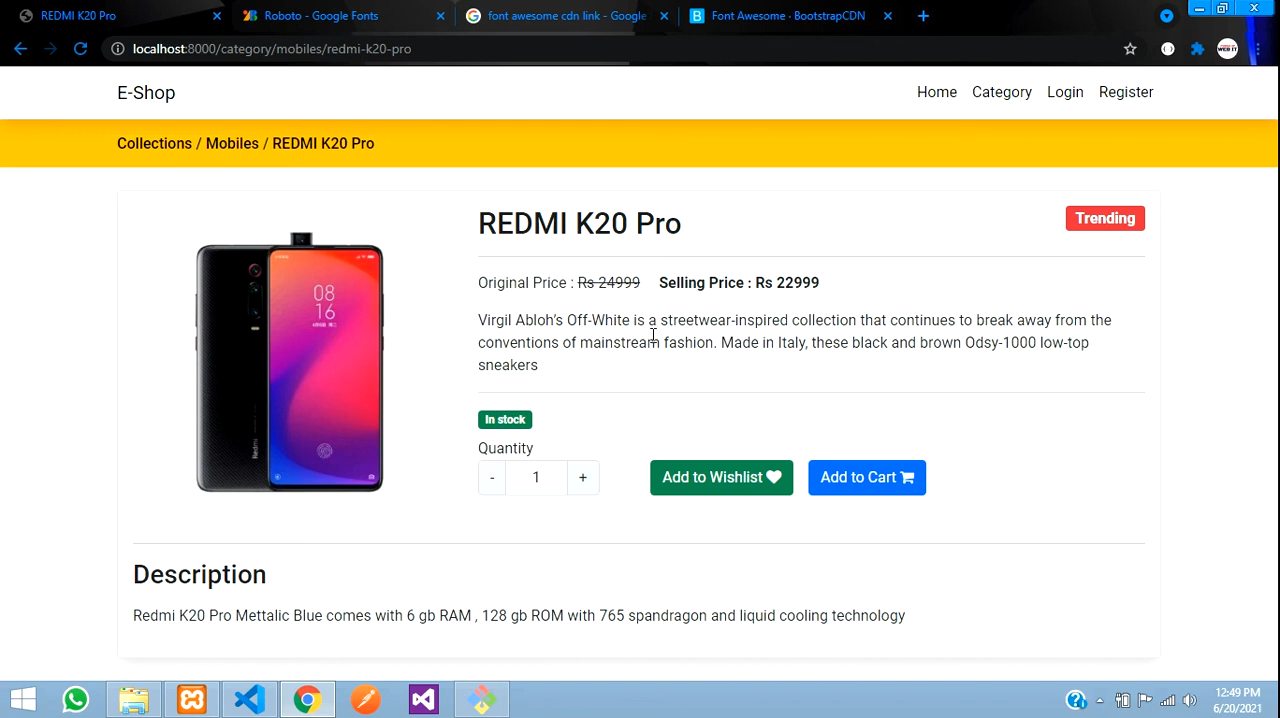 REDMI K20 Pro
Roboto - Google Fonts
font awesome cdn link - Google
Font Awesome · BootstrapCDN
localhost:8000/category/mobiles/redmi-k20-pro
E-Shop
Home Category Login Register
Collections / Mobiles / REDMI K20 Pro
REDMI K20 Pro
Trending
Original Price : Rs 24999 Selling Price : Rs 22999
Virgil Abloh's Off-White is a streetwear-inspired collection that continues to break away from the
conventions of mainstream fashion. Made in Italy, these black and brown Odsy-1000 low-top
sneakers
08
16
Redmi
In stock
Quantity
- 1 +
Add to Wishlist
Add to Cart
Description
Redmi K20 Pro Mettalic Blue comes with 6 gb RAM , 128 gb ROM with 765 spandragon and liquid cooling technology
12:49 PM
6/20/2021